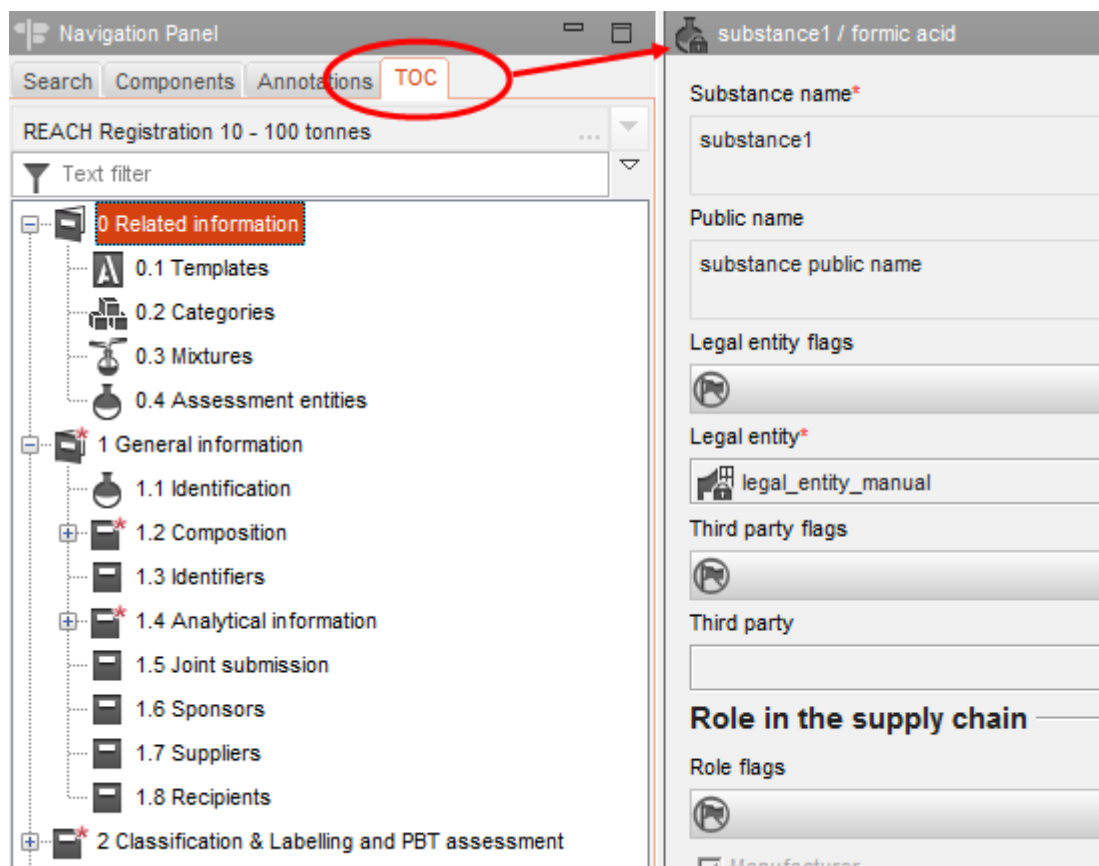 Navigation Panel
Search Components Annotations TOC
REACH Registration 10 - 100 tonnes ...
Text filter
0 Related information
0.1 Templates
0.2 Categories
0.3 Mixtures
0.4 Assessment entities
1 General information
1.1 Identification
1.2 Composition
1.3 Identifiers
1.4 Analytical information
1.5 Joint submission
1.6 Sponsors
1.7 Suppliers
1.8 Recipients
2 Classification & Labelling and PBT assessment
substance1 / formic acid
Substance name*
substance1
Public name
substance public name
Legal entity flags
Legal entity*
legal_entity_manual
Third party flags
Third party
Role in the supply chain
Role flags
Manufacturer